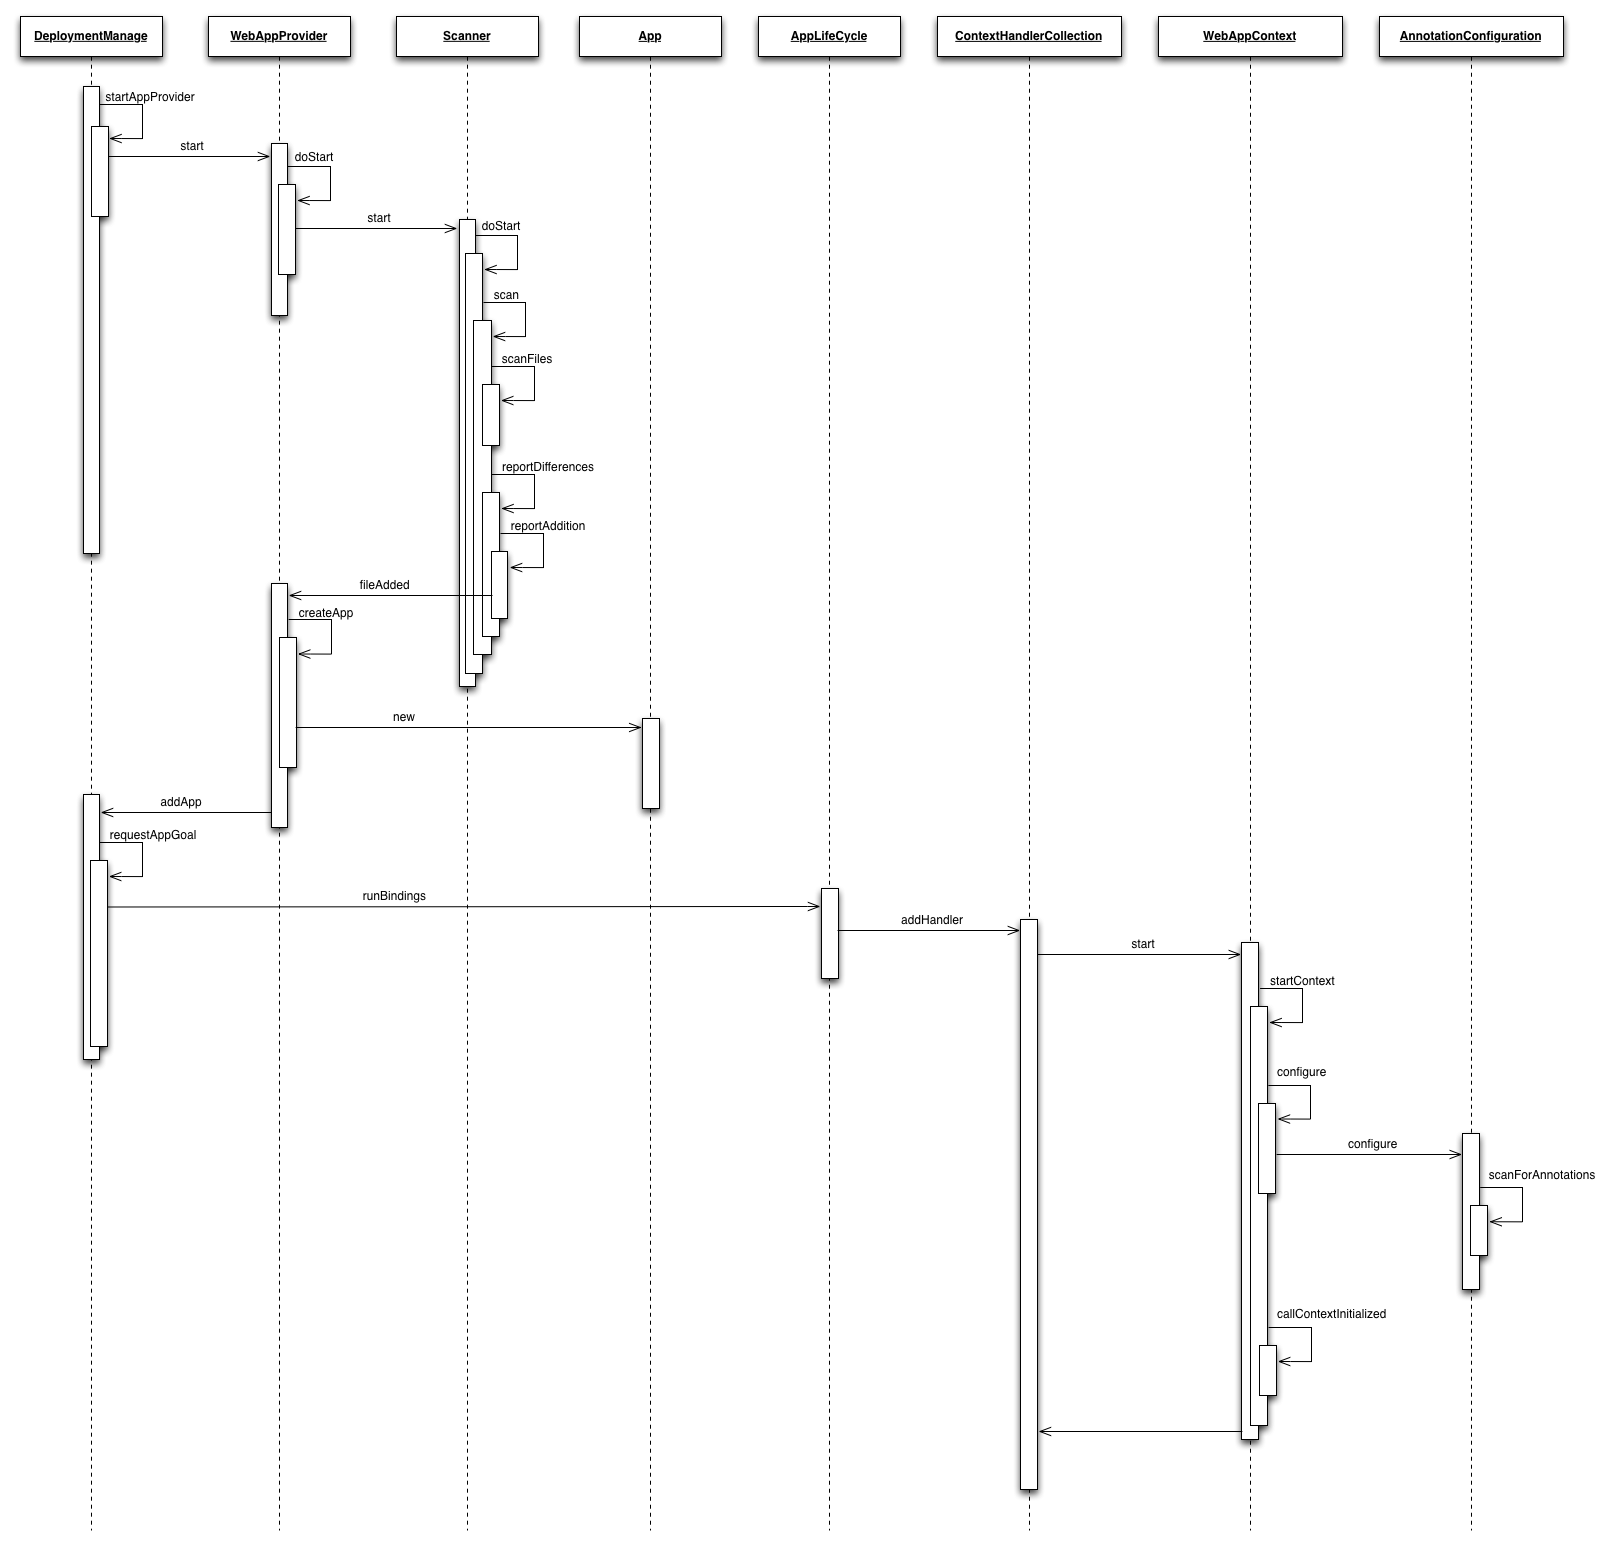 DeploymentManage
WebAppProvider
Scanner
App
AppLifeCycle
ContextHandlerCollection
WebAppContext
AnnotationConfiguration
startAppProvider
start
doStart
start
doStart
scan
scanFiles
reportDifferences
reportAddition
fileAdded
createApp
new
addApp
requestAppGoal
runBindings
addHandler
start
startContext
configure
configure
scanForAnnotations
callContextInitialized